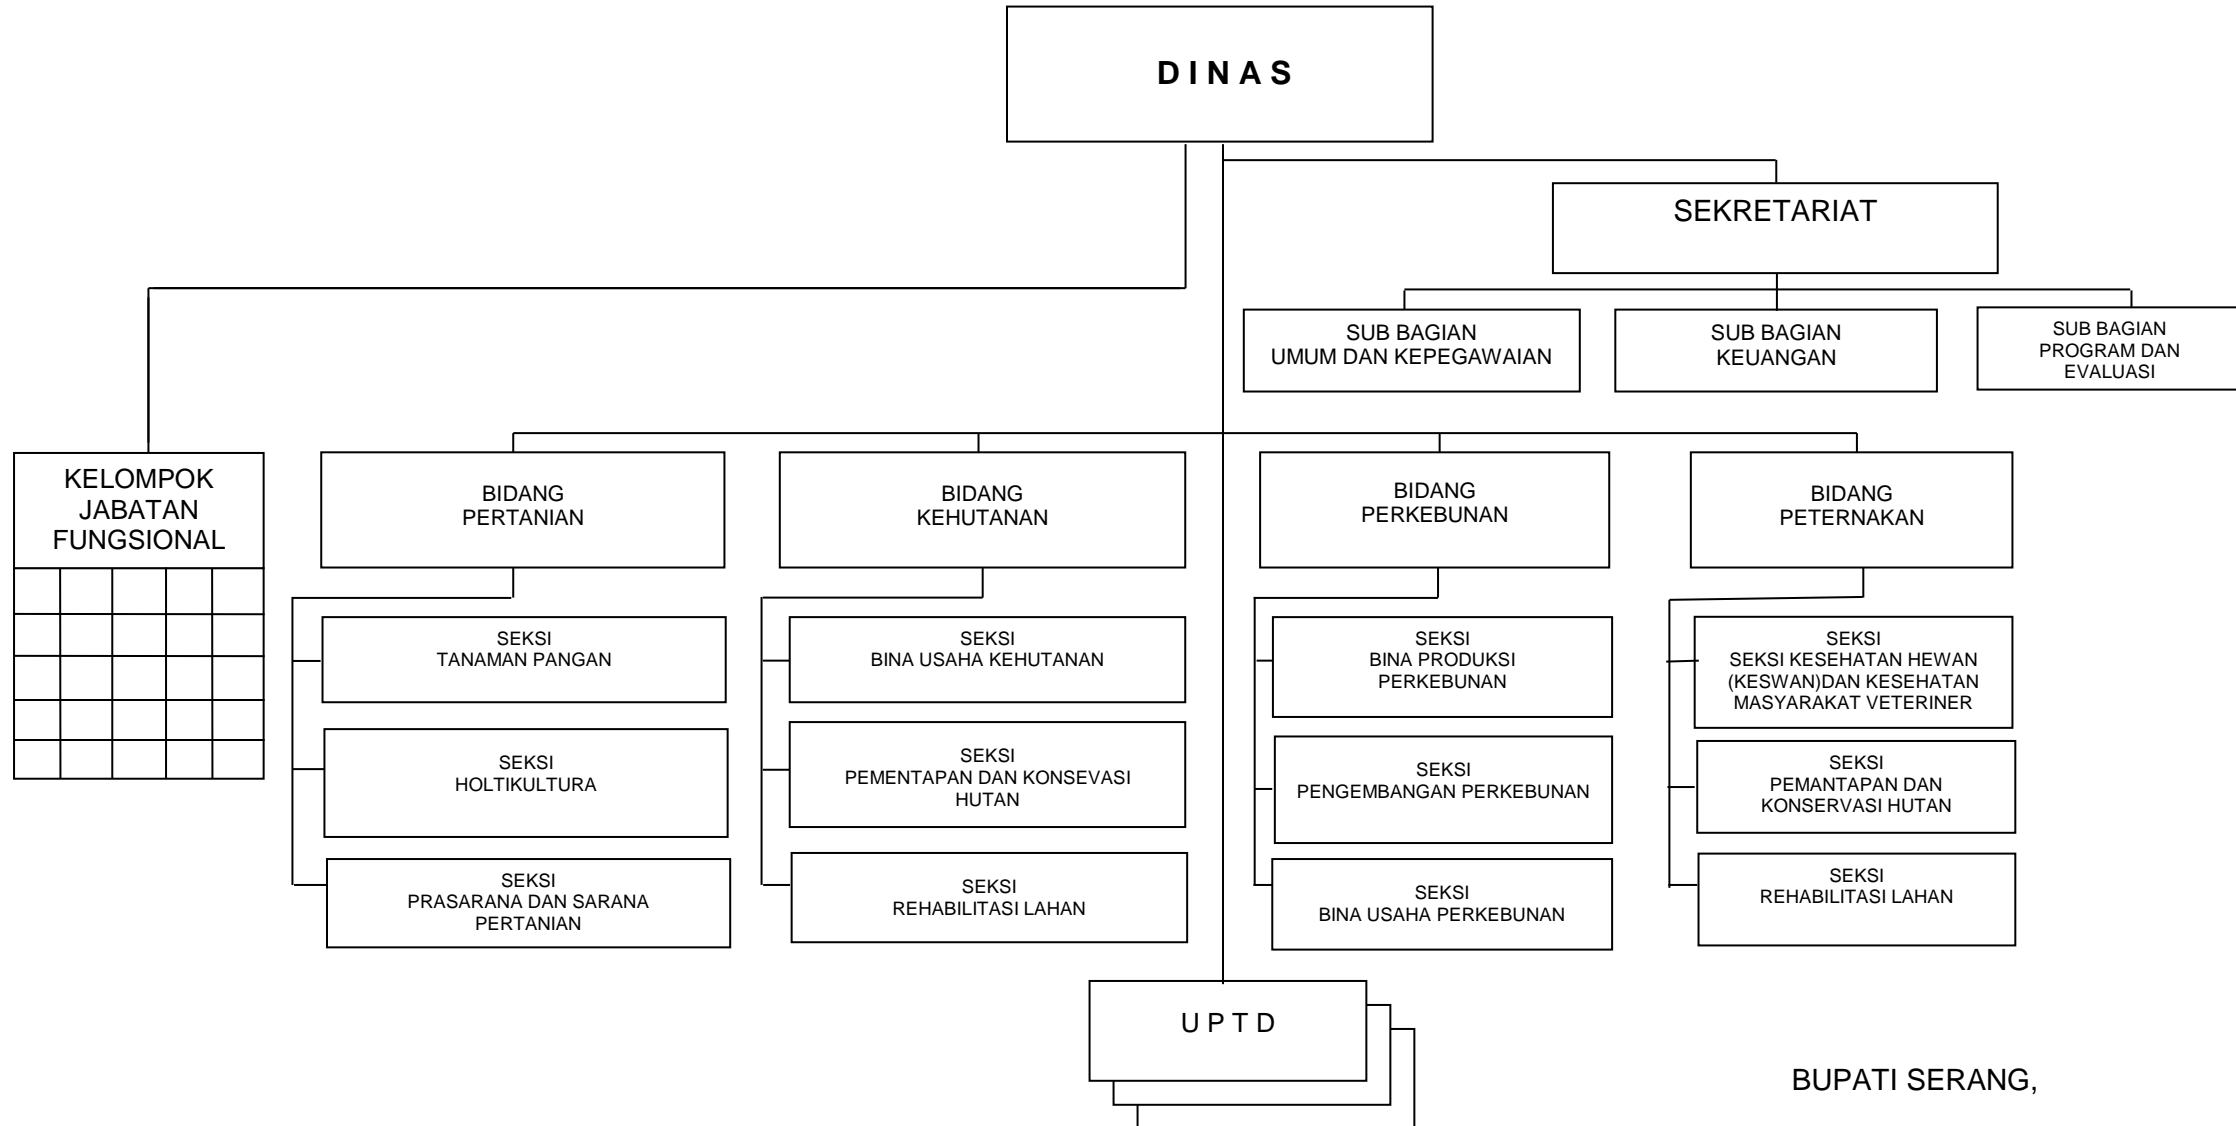 D I N A S
SEKRETARIAT
SUB BAGIAN
UMUM DAN KEPEGAWAIAN
SUB BAGIAN
KEUANGAN
SUB BAGIAN
PROGRAM DAN
EVALUASI
KELOMPOK
JABATAN
FUNGSIONAL
BIDANG
PERTANIAN
BIDANG
KEHUTANAN
BIDANG
PERKEBUNAN
BIDANG
PETERNAKAN
SEKSI
TANAMAN PANGAN
SEKSI
HOLTIKULTURA
SEKSI
PRASARANA DAN SARANA
PERTANIAN
SEKSI
BINA USAHA KEHUTANAN
SEKSI
PEMENTAPAN DAN KONSEVASI
HUTAN
SEKSI
REHABILITASI LAHAN
SEKSI
BINA PRODUKSI
PERKEBUNAN
SEKSI
PENGEMBANGAN PERKEBUNAN
SEKSI
BINA USAHA PERKEBUNAN
SEKSI
SEKSI KESEHATAN HEWAN
(KESWAN)DAN KESEHATAN
MASYARAKAT VETERINER
SEKSI
PEMANTAPAN DAN
KONSERVASI HUTAN
SEKSI
REHABILITASI LAHAN
U P T D
BUPATI SERANG,